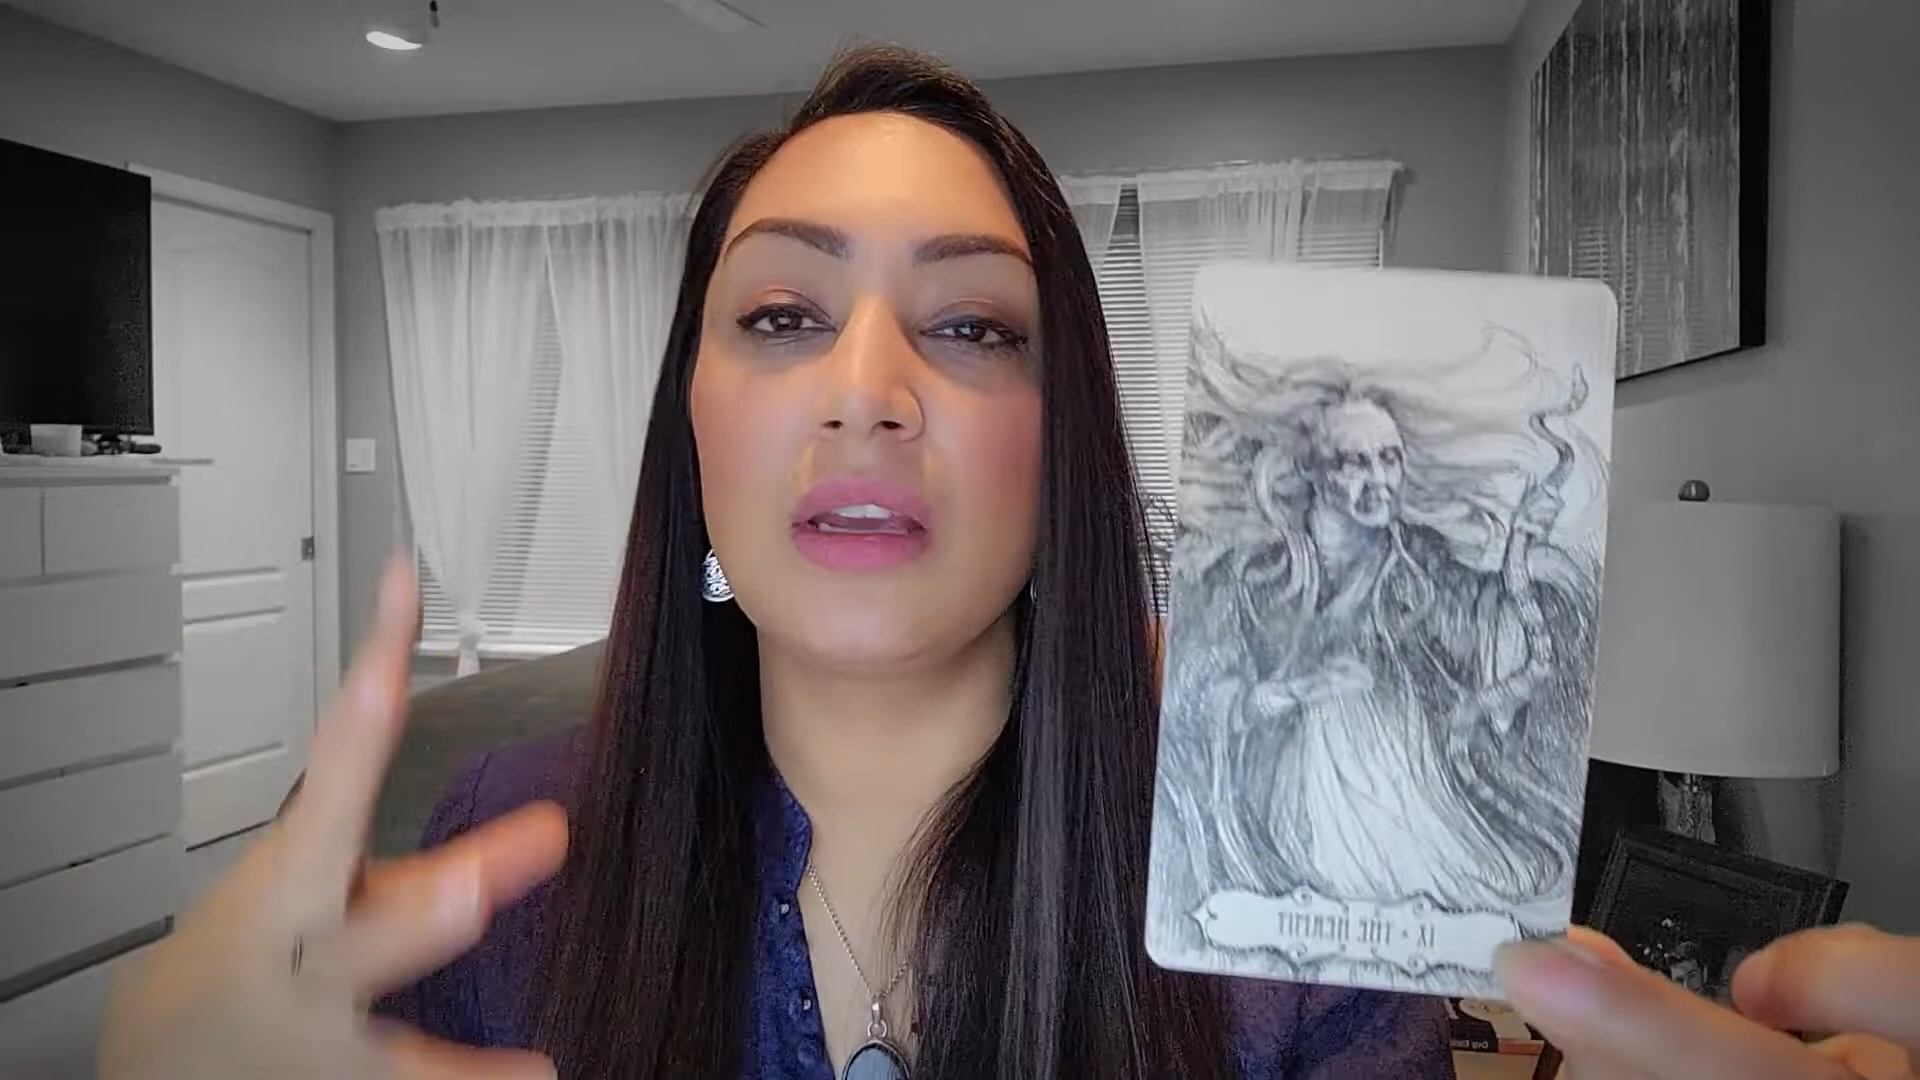 IX • THE HERMIT